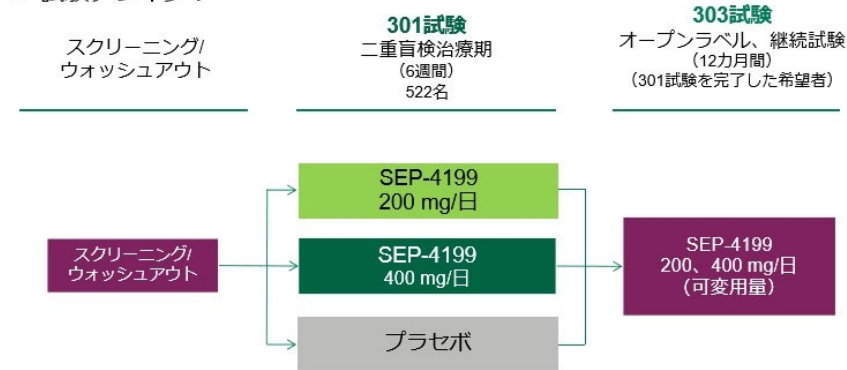 スクリーニング/
ウォッシュアウト
301試験
二重盲検治療期
(6週間)
522名
303試験
オープンラベル、継続試験
(12カ月間)
(301試験を完了した希望者)
スクリーニング/
ウォッシュアウト
SEP-4199
200 mg/日
SEP-4199
400 mg/日
プラセボ
SEP-4199
200、400 mg/日
(可変用量)